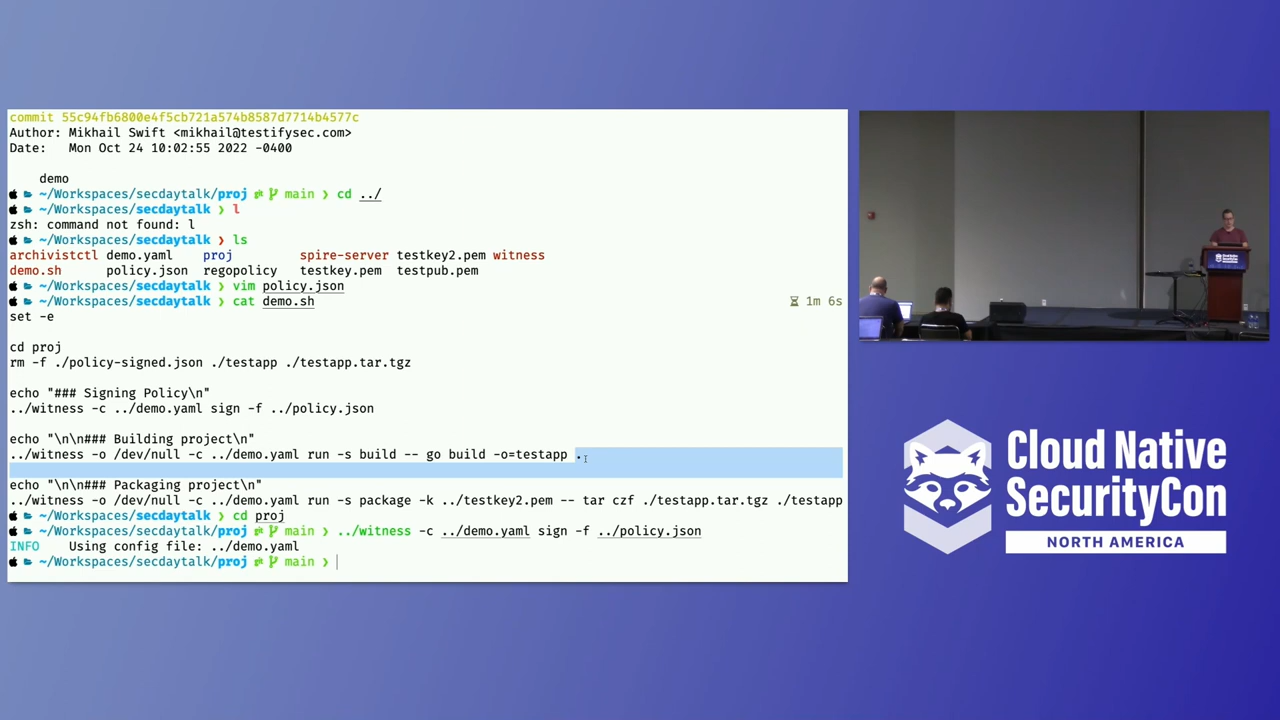 commit 55c94fb6800e4f5cb721a574b8587d7714b4577c
Author: Mikhail Swift <mikhail@testifysec.com>
Date:   Mon Oct 24 10:02:55 2022 -0400
demo
~/Workspaces/secdaytalk/proj main ❯ cd ../
~/Workspaces/secdaytalk ❯ l
zsh: command not found: l
~/Workspaces/secdaytalk ❯ ls
archivistctl demo.yaml proj spire-server testkey2.pem witness
demo.sh policy.json regopolicy testkey.pem testpub.pem
~/Workspaces/secdaytalk ❯ vim policy.json
~/Workspaces/secdaytalk ❯ cat demo.sh 1m 6s
set -e
cd proj
rm -f ./policy-signed.json ./testapp ./testapp.tar.tgz
echo "### Signing Policy\n"
../witness -c ../demo.yaml sign -f ../policy.json
echo "\n\n### Building project\n"
../witness -o /dev/null -c ../demo.yaml run -s build -- go build -o=testapp .
echo "\n\n### Packaging project\n"
../witness -o /dev/null -c ../demo.yaml run -s package -k ../testkey2.pem -- tar czf ./testapp.tar.tgz ./testapp
~/Workspaces/secdaytalk ❯ cd proj
~/Workspaces/secdaytalk/proj main ❯ ../witness -c ../demo.yaml sign -f ../policy.json
INFO    Using config file: ../demo.yaml
~/Workspaces/secdaytalk/proj main ❯
Cloud Native
SecurityCon
NORTH AMERICA